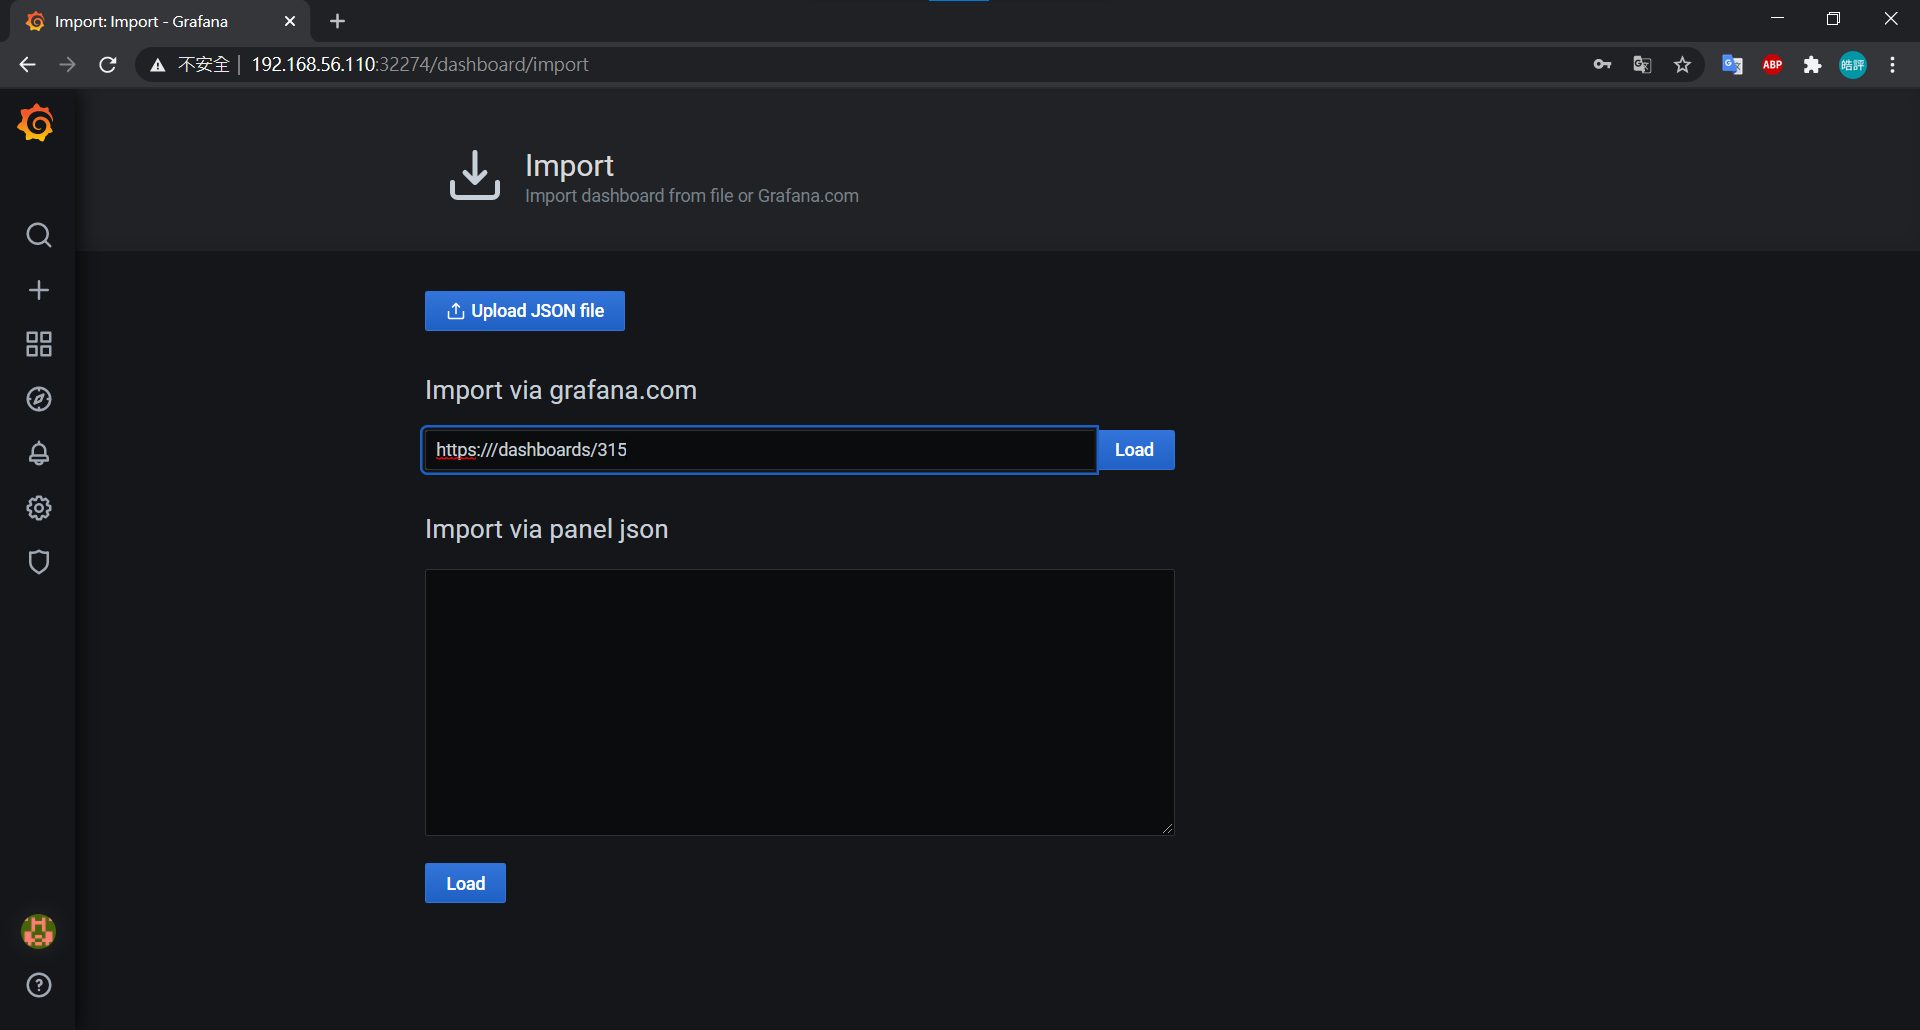 Import: Import - Grafana
不安全 192.168.56.110:32274/dashboard/import
ABP
皓評
Import
Import dashboard from file or Grafana.com
Upload JSON file
Import via grafana.com
https:///dashboards/315
Load
Import via panel json
Load